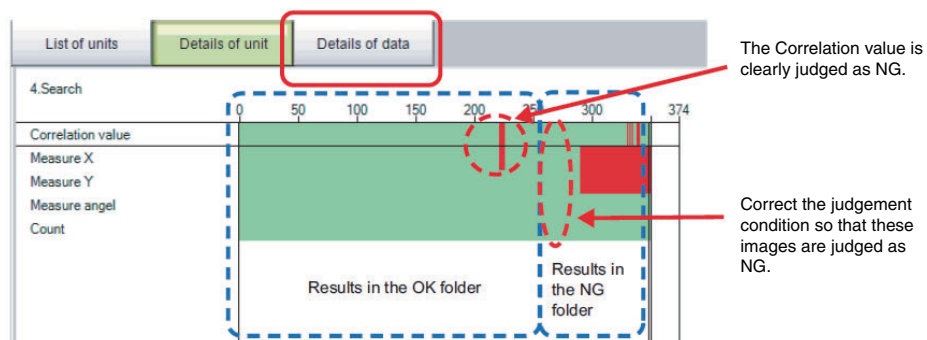 List of units
Details of unit
Details of data
The Correlation value is
clearly judged as NG.
4.Search
0 50 100 150 200 25 300 374
Correlation value
Measure X
Measure Y
Measure angel
Count
Correct the judgement
condition so that these
images are judged as
NG.
Results in the OK folder
Results in
the NG
folder